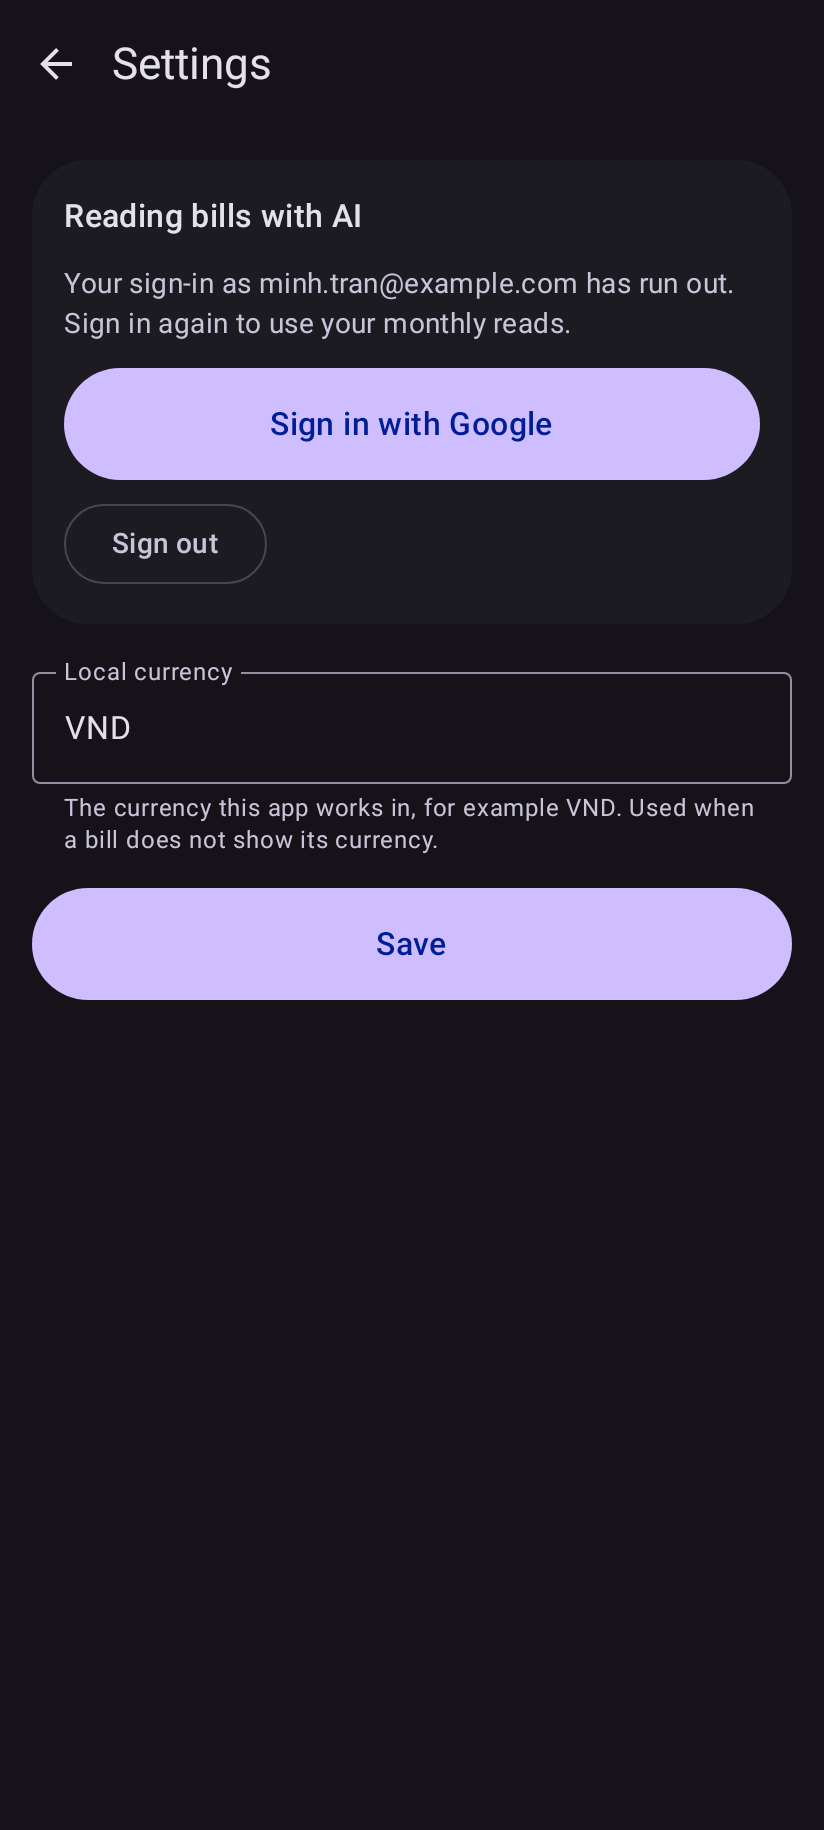 Settings
Reading bills with AI
Your sign-in as minh.tran@example.com has run out.
Sign in again to use your monthly reads.
Sign in with Google
Sign out
Local currency
VND
The currency this app works in, for example VND. Used when
a bill does not show its currency.
Save